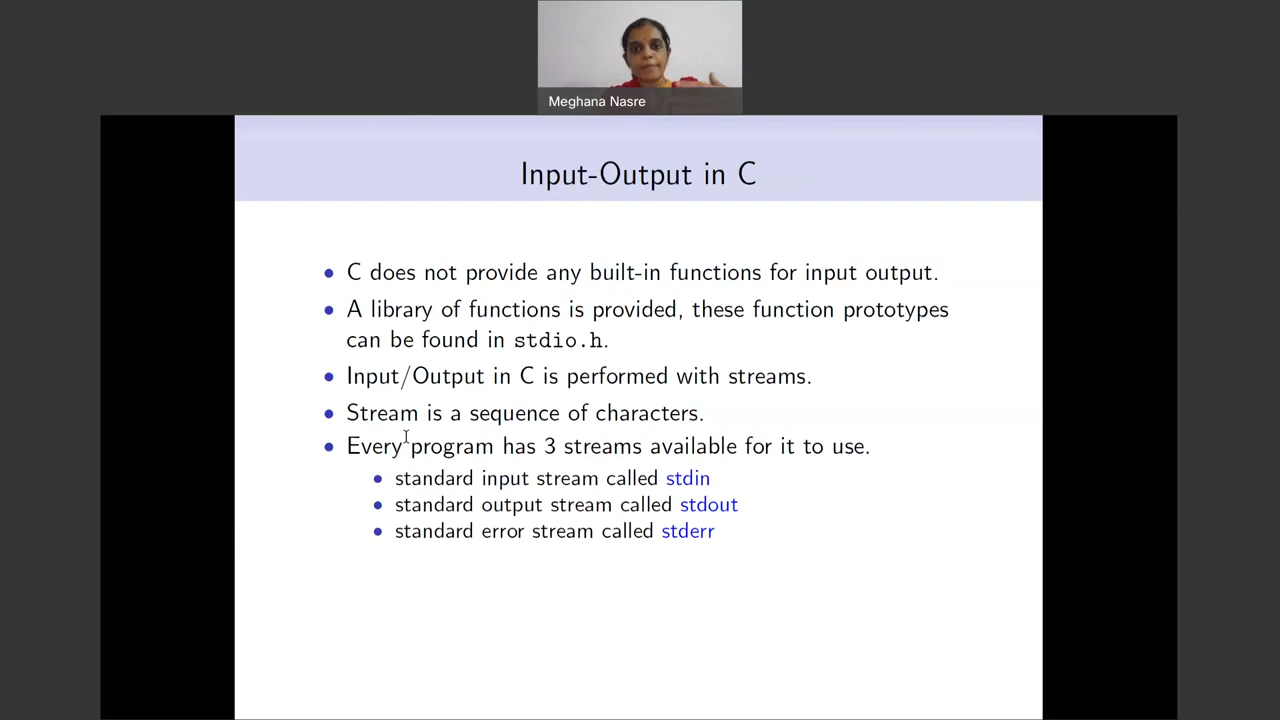 Meghana Nasre
Input-Output in C
• C does not provide any built-in functions for input output.
• A library of functions is provided, these function prototypes
can be found in stdio.h.
• Input/Output in C is performed with streams.
• Stream is a sequence of characters.
• Every program has 3 streams available for it to use.
• standard input stream called stdin
• standard output stream called stdout
• standard error stream called stderr